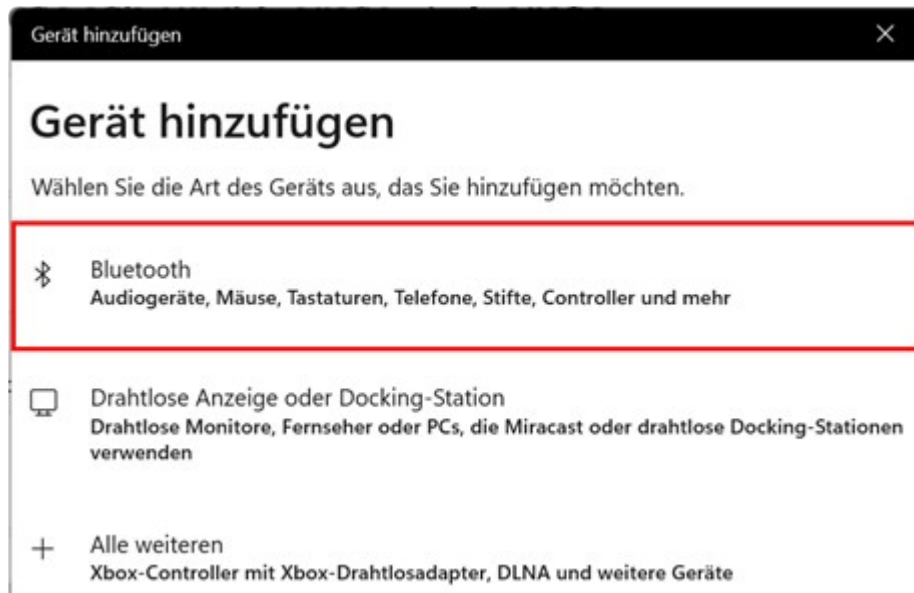 Gerät hinzufügen
Gerät hinzufügen
Wählen Sie die Art des Geräts aus, das Sie hinzufügen möchten.
Bluetooth
Audiogeräte, Mäuse, Tastaturen, Telefone, Stifte, Controller und mehr
Drahtlose Anzeige oder Docking-Station
Drahtlose Monitore, Fernseher oder PCs, die Miracast oder drahtlose Docking-Stationen
verwenden
Alle weiteren
Xbox-Controller mit Xbox-Drahtlosadapter, DLNA und weitere Geräte